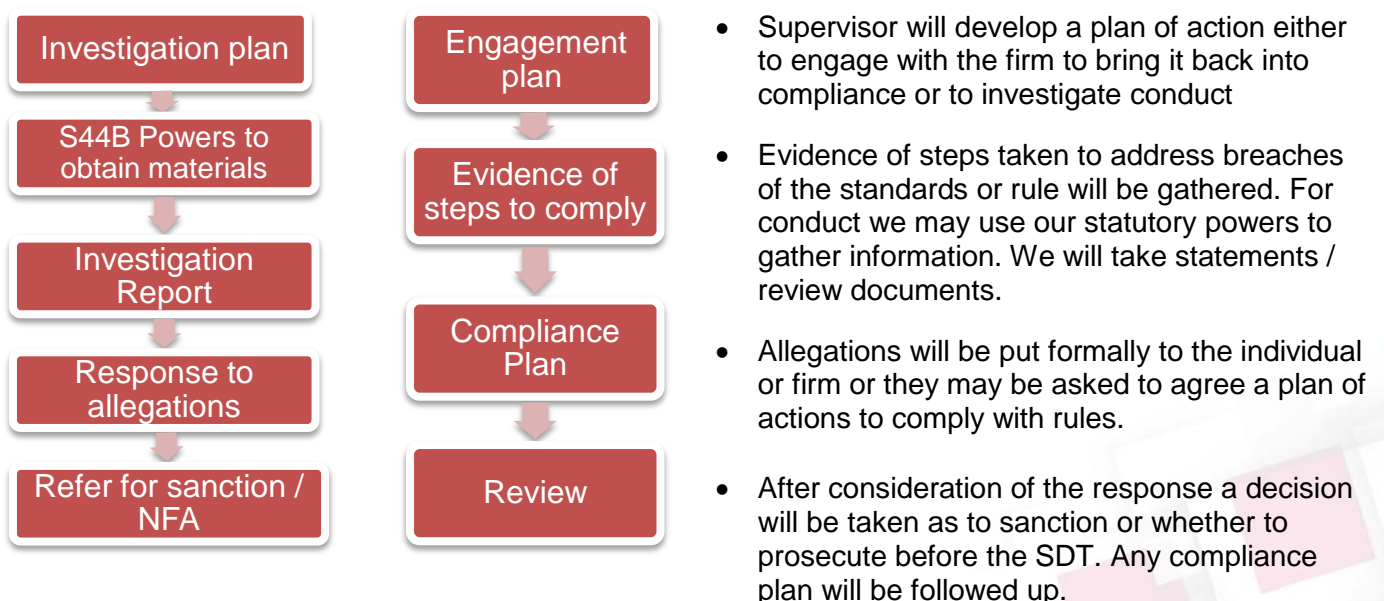 Investigation plan
S44B Powers to
obtain materials
Investigation
Report
Response to
allegations
Refer for sanction /
NFA
Engagement
plan
Evidence of
steps to comply
Compliance
Plan
Review
• Supervisor will develop a plan of action either
to engage with the firm to bring it back into
compliance or to investigate conduct
• Evidence of steps taken to address breaches
of the standards or rule will be gathered. For
conduct we may use our statutory powers to
gather information. We will take statements /
review documents.
• Allegations will be put formally to the individual
or firm or they may be asked to agree a plan of
actions to comply with rules.
• After consideration of the response a decision
will be taken as to sanction or whether to
prosecute before the SDT. Any compliance
plan will be followed up.